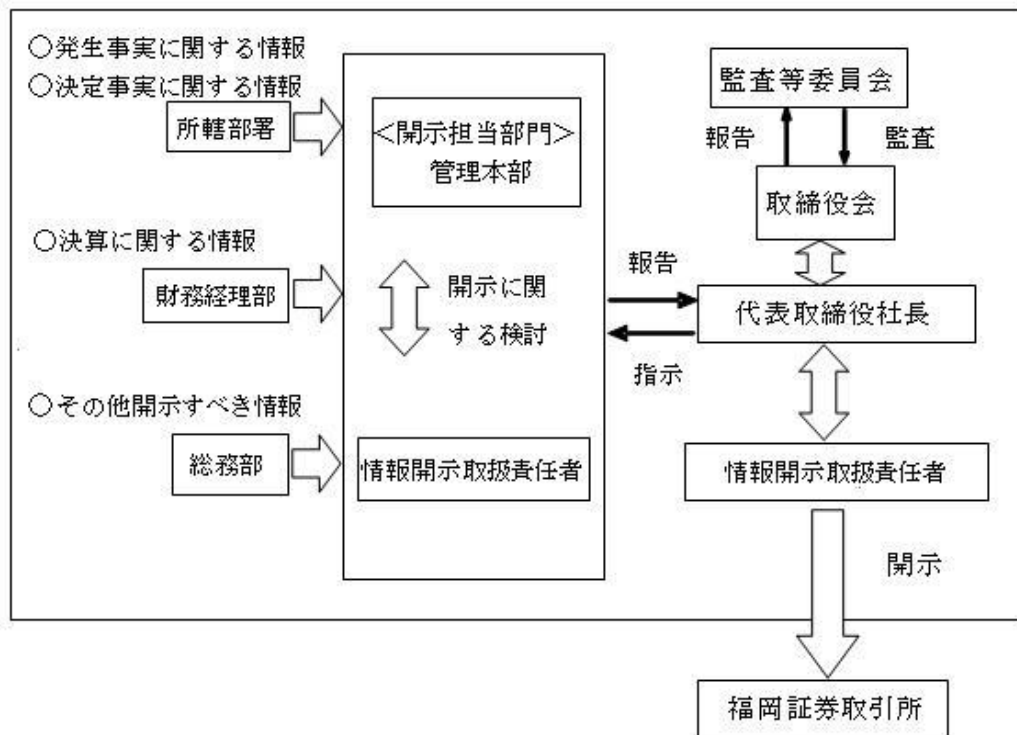 ○発生事実に関する情報
○決定事実に関する情報
所轄部署
○決算に関する情報
財務経理部
○その他開示すべき情報
総務部
<開示担当部門>
管理本部
開示に関
する検討
情報開示取扱責任者
報告
指示
監査等委員会
報告
監査
取締役会
代表取締役社長
情報開示取扱責任者
開示
福岡証券取引所